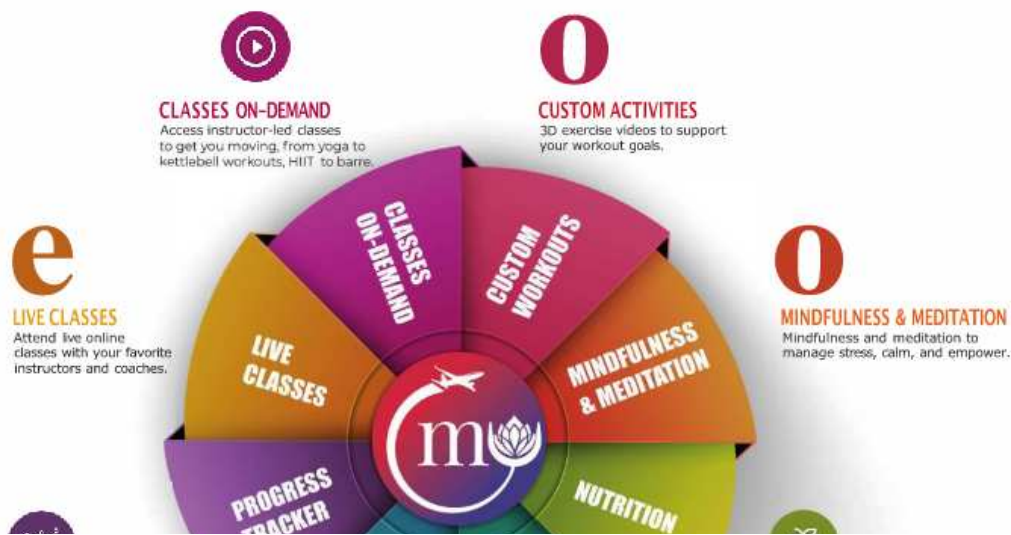 O
CLASSES ON-DEMAND
Access instructor-led classes
to get you moving, from yoga to
kettlebell workouts, HIIT to barre.
CUSTOM ACTIVITIES
3D exercise videos to support
your workout goals.
e
LIVE CLASSES
Attend live online
classes with your favorite
instructors and coaches.
CLASSES
ON-DEMAND
CUSTOM
WORKOUTS
O
MINDFULNESS & MEDITATION
Mindfulness and meditation to
manage stress, calm, and empower.
LIVE
CLASSES
MINDFULNESS
& MEDITATION
m
PROGRESS
TRACKER
NUTRITION